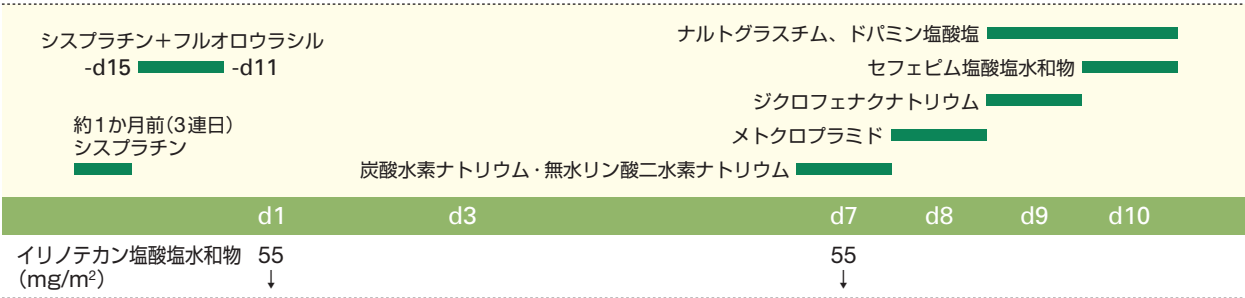 シスプラチン＋フルオロウラシル
-d15 -d11
約1か月前（3連日）
シスプラチン
ナルトグラスチム、ドパミン塩酸塩
セフェピム塩酸塩水和物
ジクロフェナクナトリウム
メトクロプラミド
炭酸水素ナトリウム・無水リン酸二水素ナトリウム
d1 d3 d7 d8 d9 d10
イリノテカン塩酸塩水和物 55 55
（mg/m²） ↓ ↓